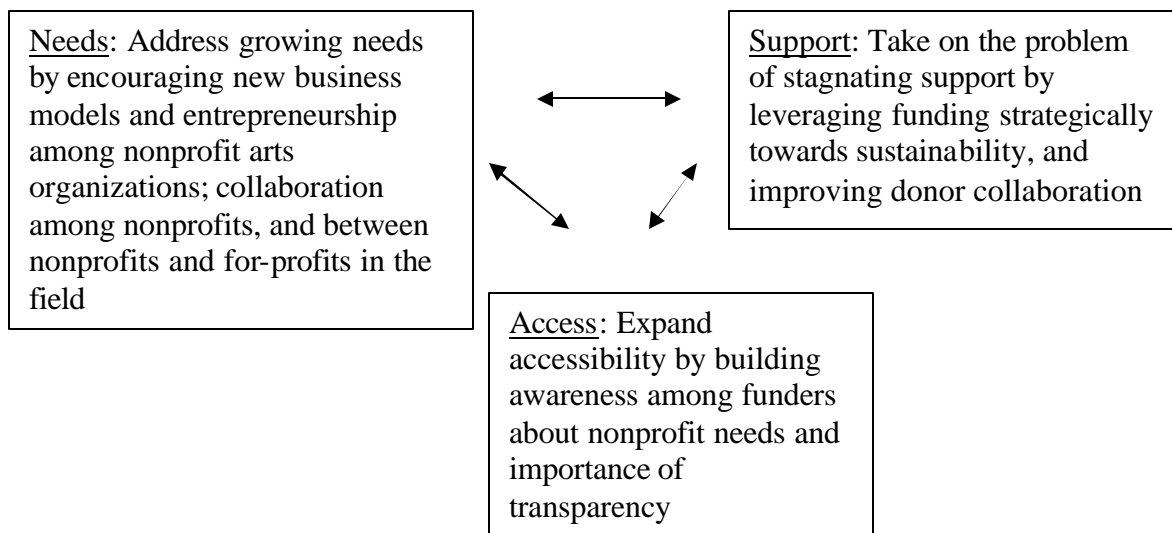 Needs: Address growing needs
by encouraging new business
models and entrepreneurship
among nonprofit arts
organizations; collaboration
among nonprofits, and between
nonprofits and for-profits in the
field
Support: Take on the problem
of stagnating support by
leveraging funding strategically
towards sustainability, and
improving donor collaboration
Access: Expand
accessibility by building
awareness among funders
about nonprofit needs and
importance of
transparency